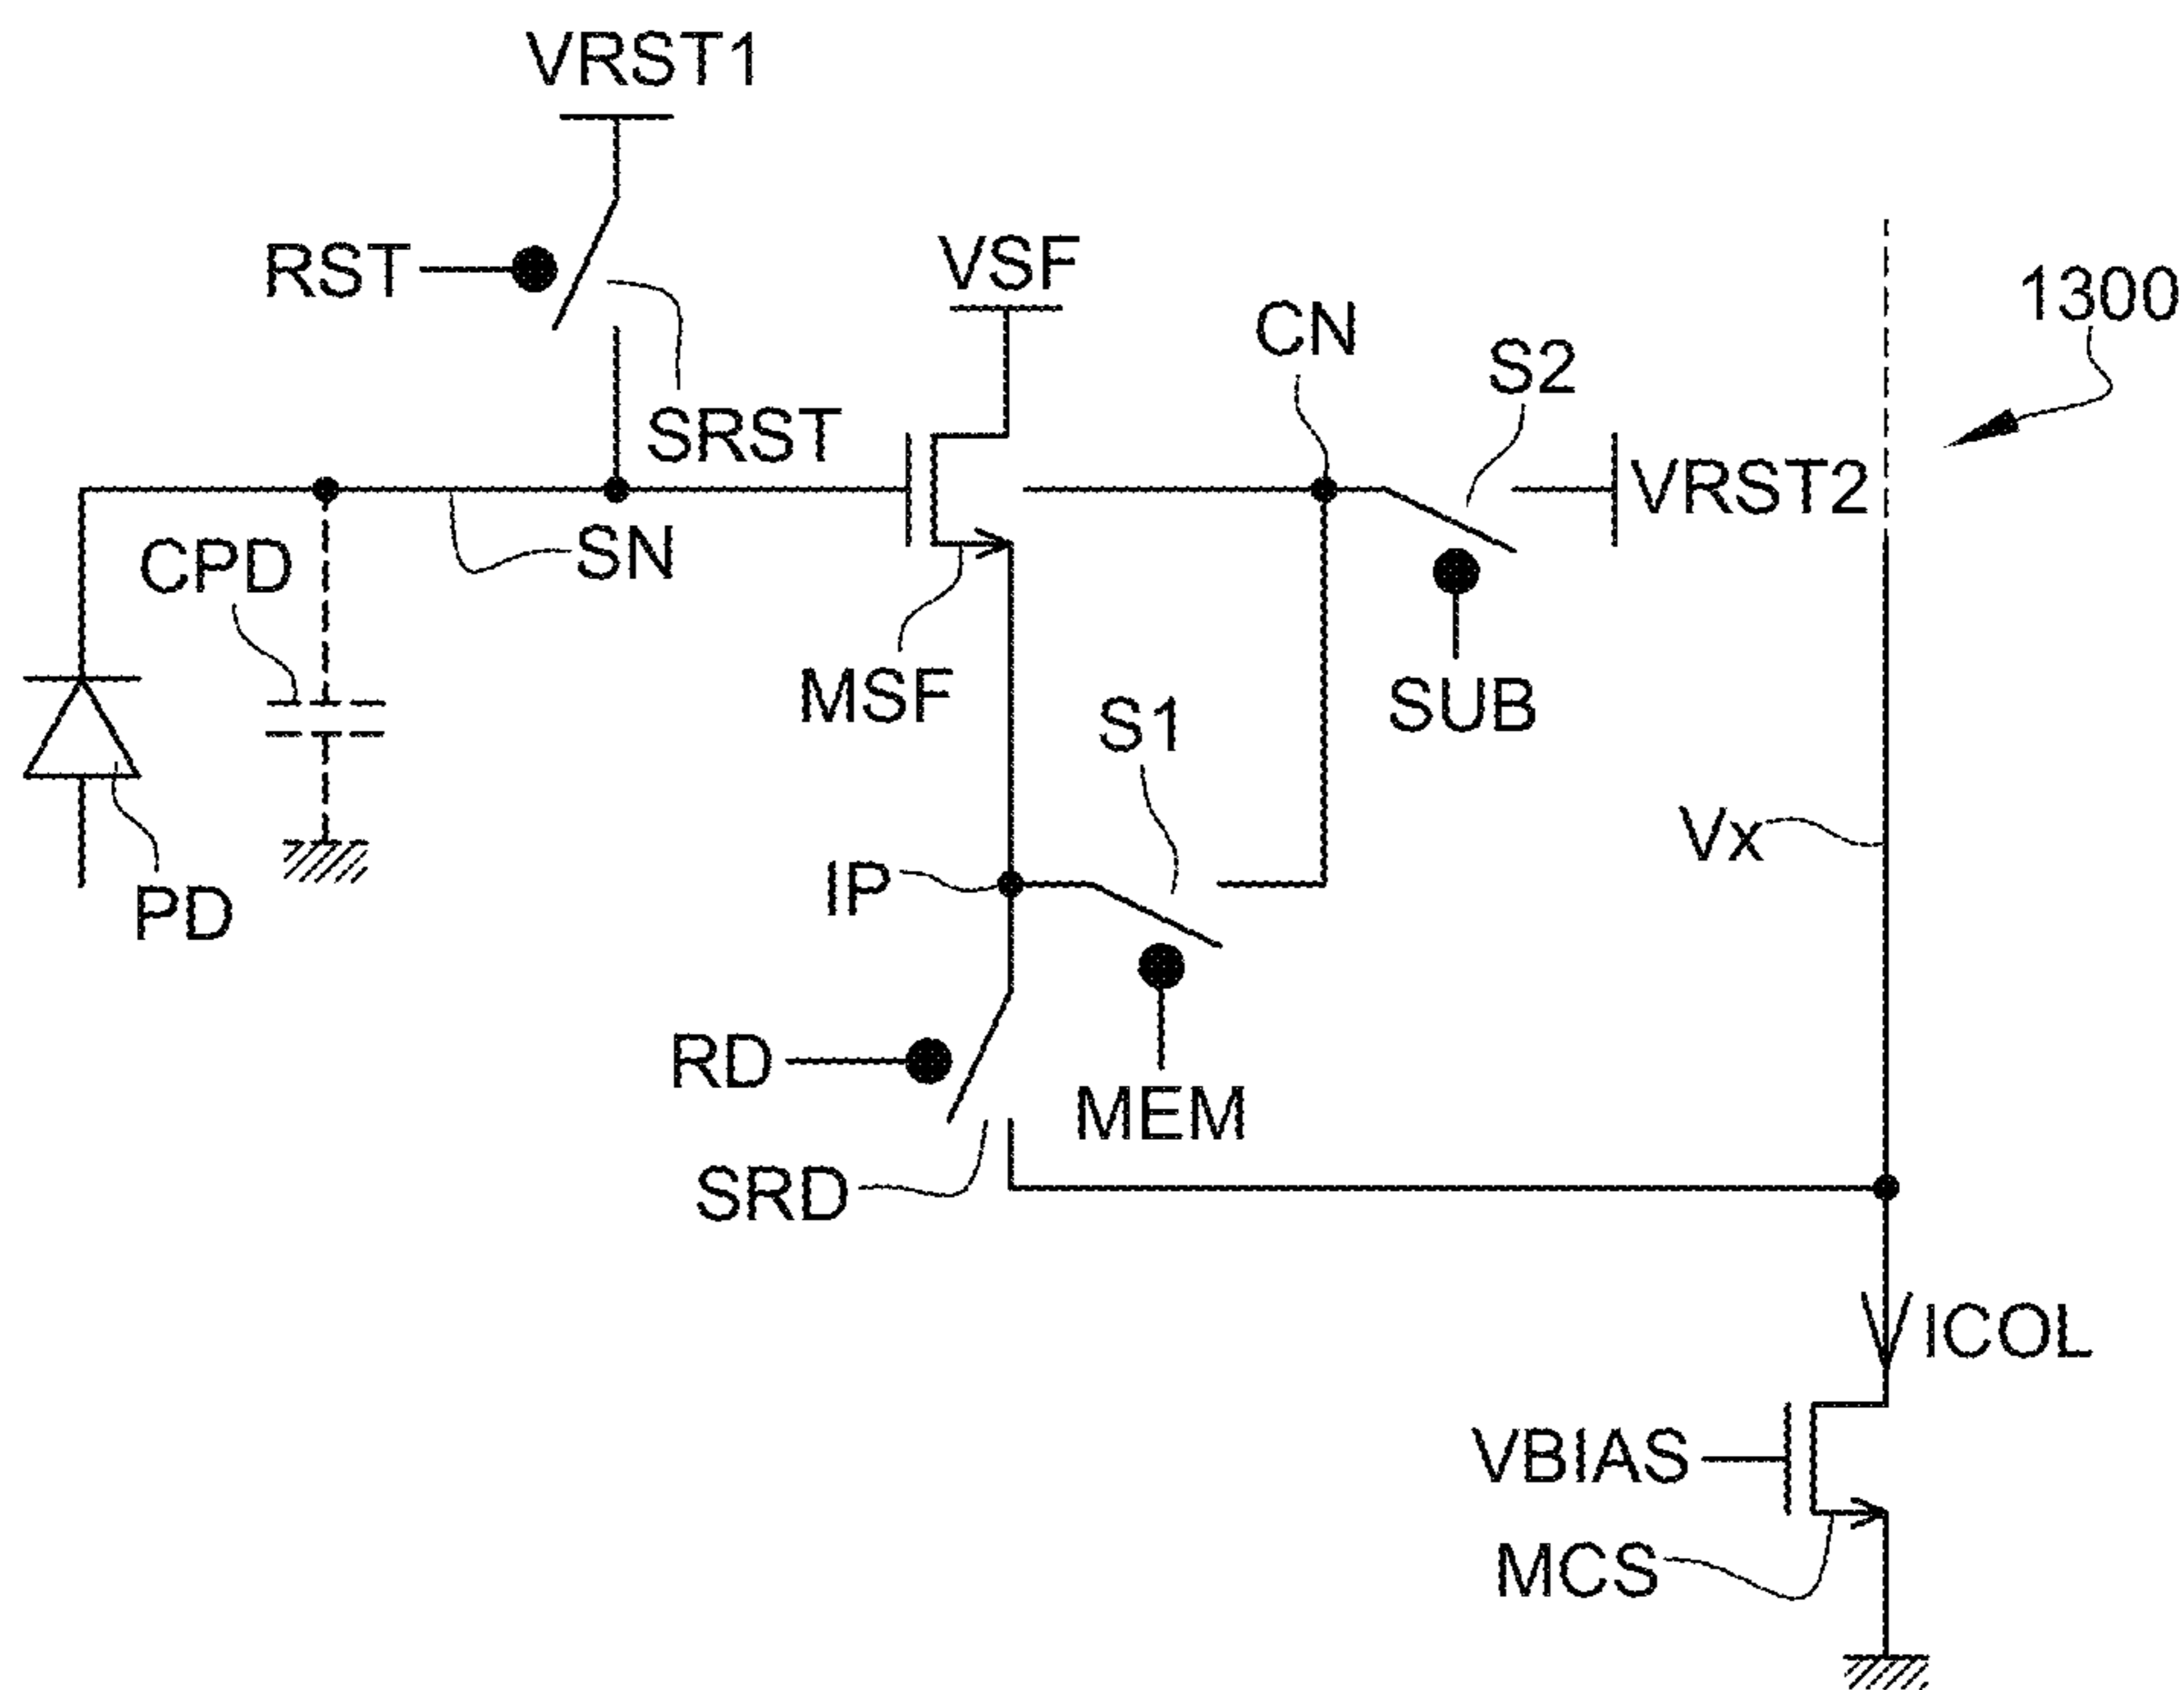 VRST1
RST
VSF
1300
CN
S2
SRST
VRST2
SN
CPD
MSF
SUB
S1
Vx
IP
PD
RD
MEM
SRD
ICOL
VBIAS
MCS